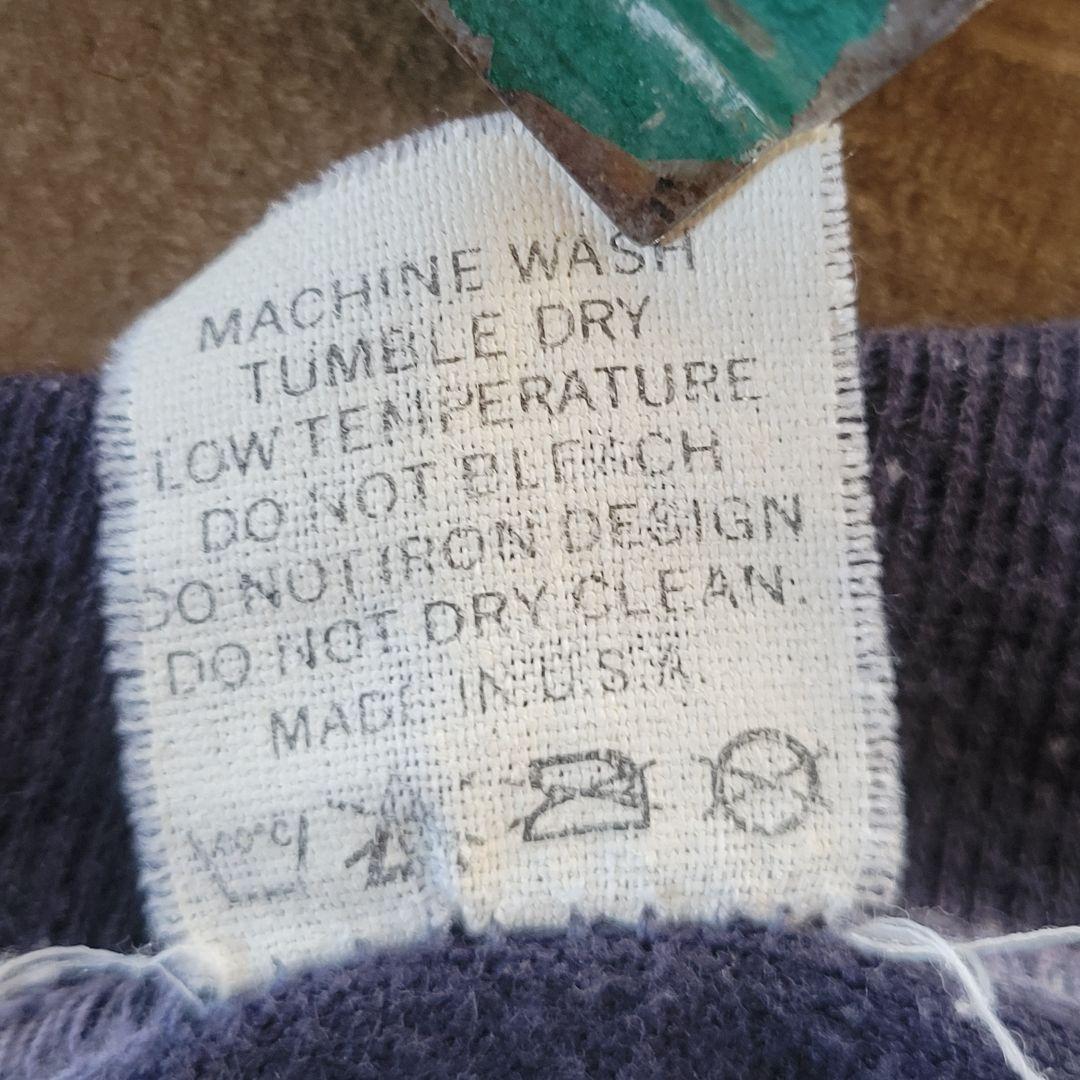 MACHINE WASH
TUMBLE DRY
LOW TEMPERATURE
DO NOT BLEACH
DO NOT IRON DESIGN
DO NOT DRY CLEAN.
MADE IN U.S.A.